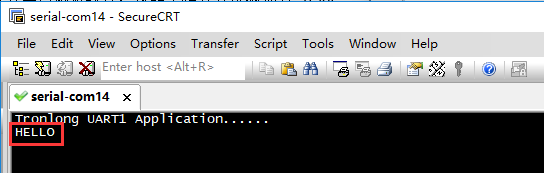 serial-com14 - SecureCRT
File Edit View Options Transfer Script Tools Window Help
Enter host <Alt+R>
serial-com14
Tronlong UART1 Application......
HELLO